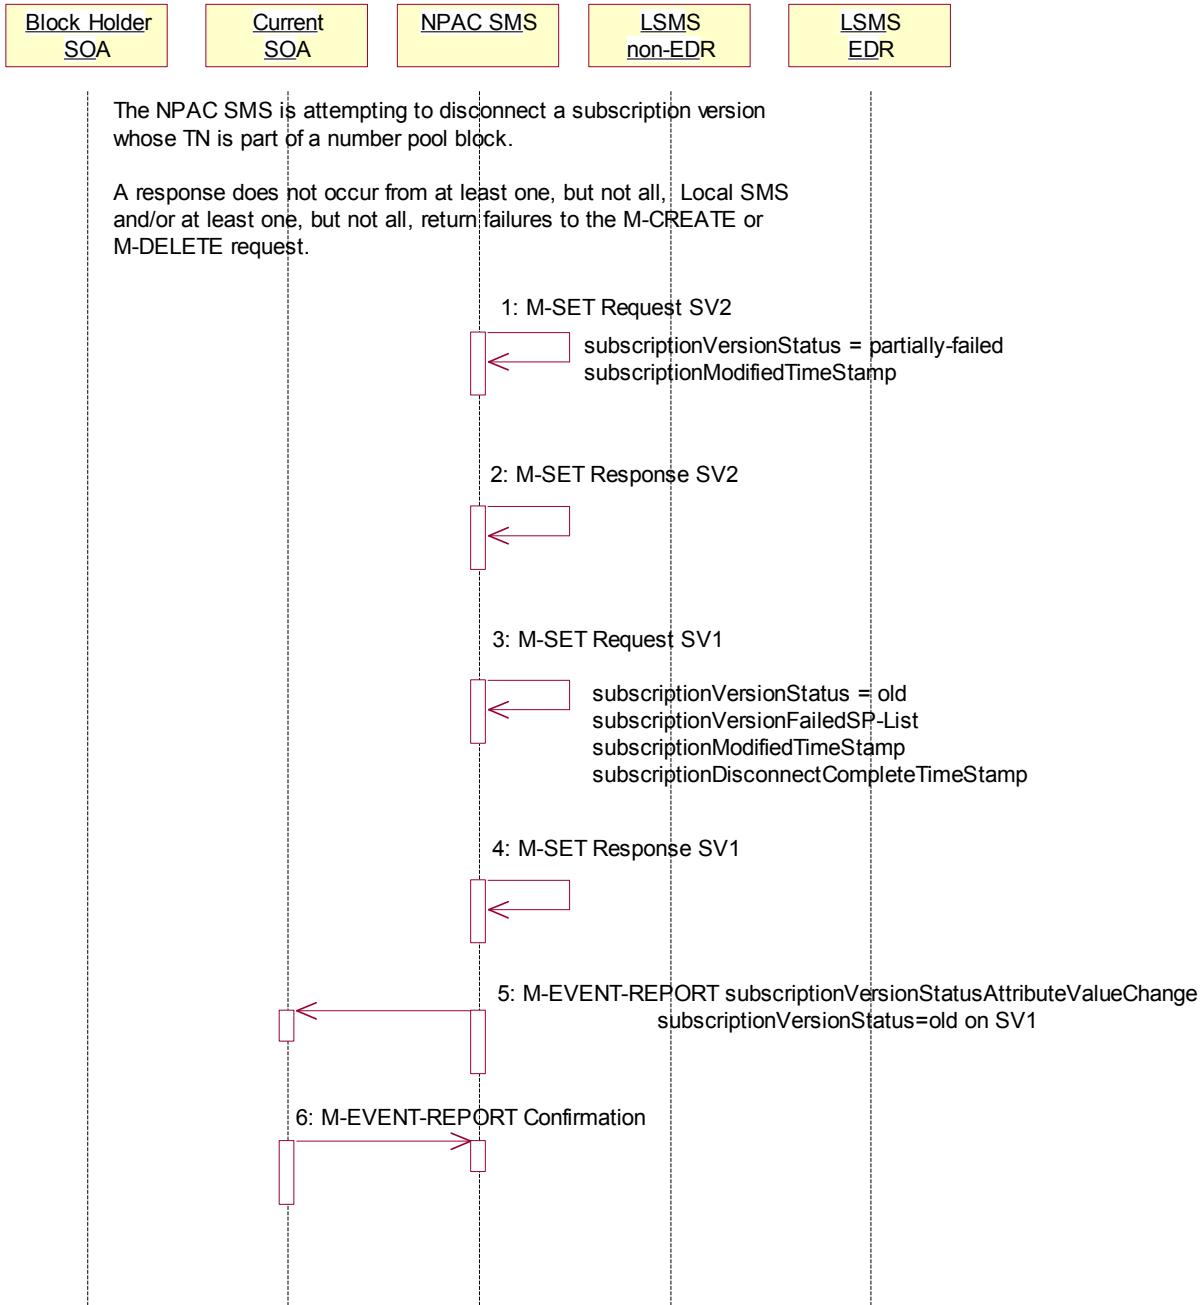 Block Holder
SOA
Current
SOA
NPAC SMS
LSMS
non-EDR
LSMS
EDR
The NPAC SMS is attempting to disconnect a subscription version
whose TN is part of a number pool block.
A response does not occur from at least one, but not all, Local SMS
and/or at least one, but not all, return failures to the M-CREATE or
M-DELETE request.
1: M-SET Request SV2
subscriptionVersionStatus = partially-failed
subscriptionModifiedTimeStamp
2: M-SET Response SV2
3: M-SET Request SV1
subscriptionVersionStatus = old
subscriptionVersionFailedSP-List
subscriptionModifiedTimeStamp
subscriptionDisconnectCompleteTimeStamp
4: M-SET Response SV1
5: M-EVENT-REPORT subscriptionVersionStatusAttributeValueChange
subscriptionVersionStatus=old on SV1
6: M-EVENT-REPORT Confirmation